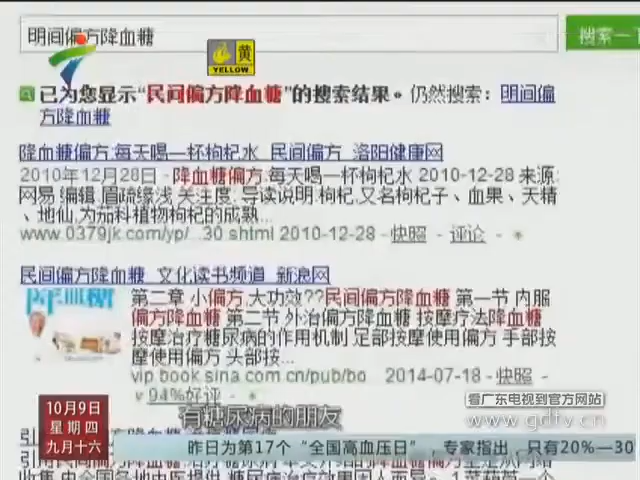 明间偏方降血糖
搜索一下
黄
YELLOW
已为您显示“民间偏方降血糖”的搜索结果。仍然搜索：明间偏
方降血糖
降血糖偏方:每天喝一杯枸杞水_民间偏方_洛阳健康网
2010年12月28日 - 降血糖偏方:每天喝一杯枸杞水 2010-12-28 来源:
网易 编辑:眉疏缘浅 关注度: 导读说明:枸杞,又名枸杞子、血果、天精
、地仙,为茄科植物枸杞的成熟...
www.0379jk.com/yp/...30.shtml 2010-12-28 - 快照 - 评论 -
民间偏方降血糖_文化读书频道_新浪网
第二章 小偏方,大功效??民间偏方降血糖 第一节 内服
偏方降血糖 第二节 外治偏方降血糖 按摩疗法降血糖
按摩治疗糖尿病的作用机制 足部按摩使用偏方 手部按
摩使用偏方 头部按...
vip.book.sina.com.cn/pub/bo... 2014-07-18 - 快照 -
94%好评 -
有糖尿病的朋友
10月9日
星期四
九月十六
看广东电视到官方网站
www.gdtv.cn
昨日为第17个“全国高血压日”，专家指出，只有20%—30